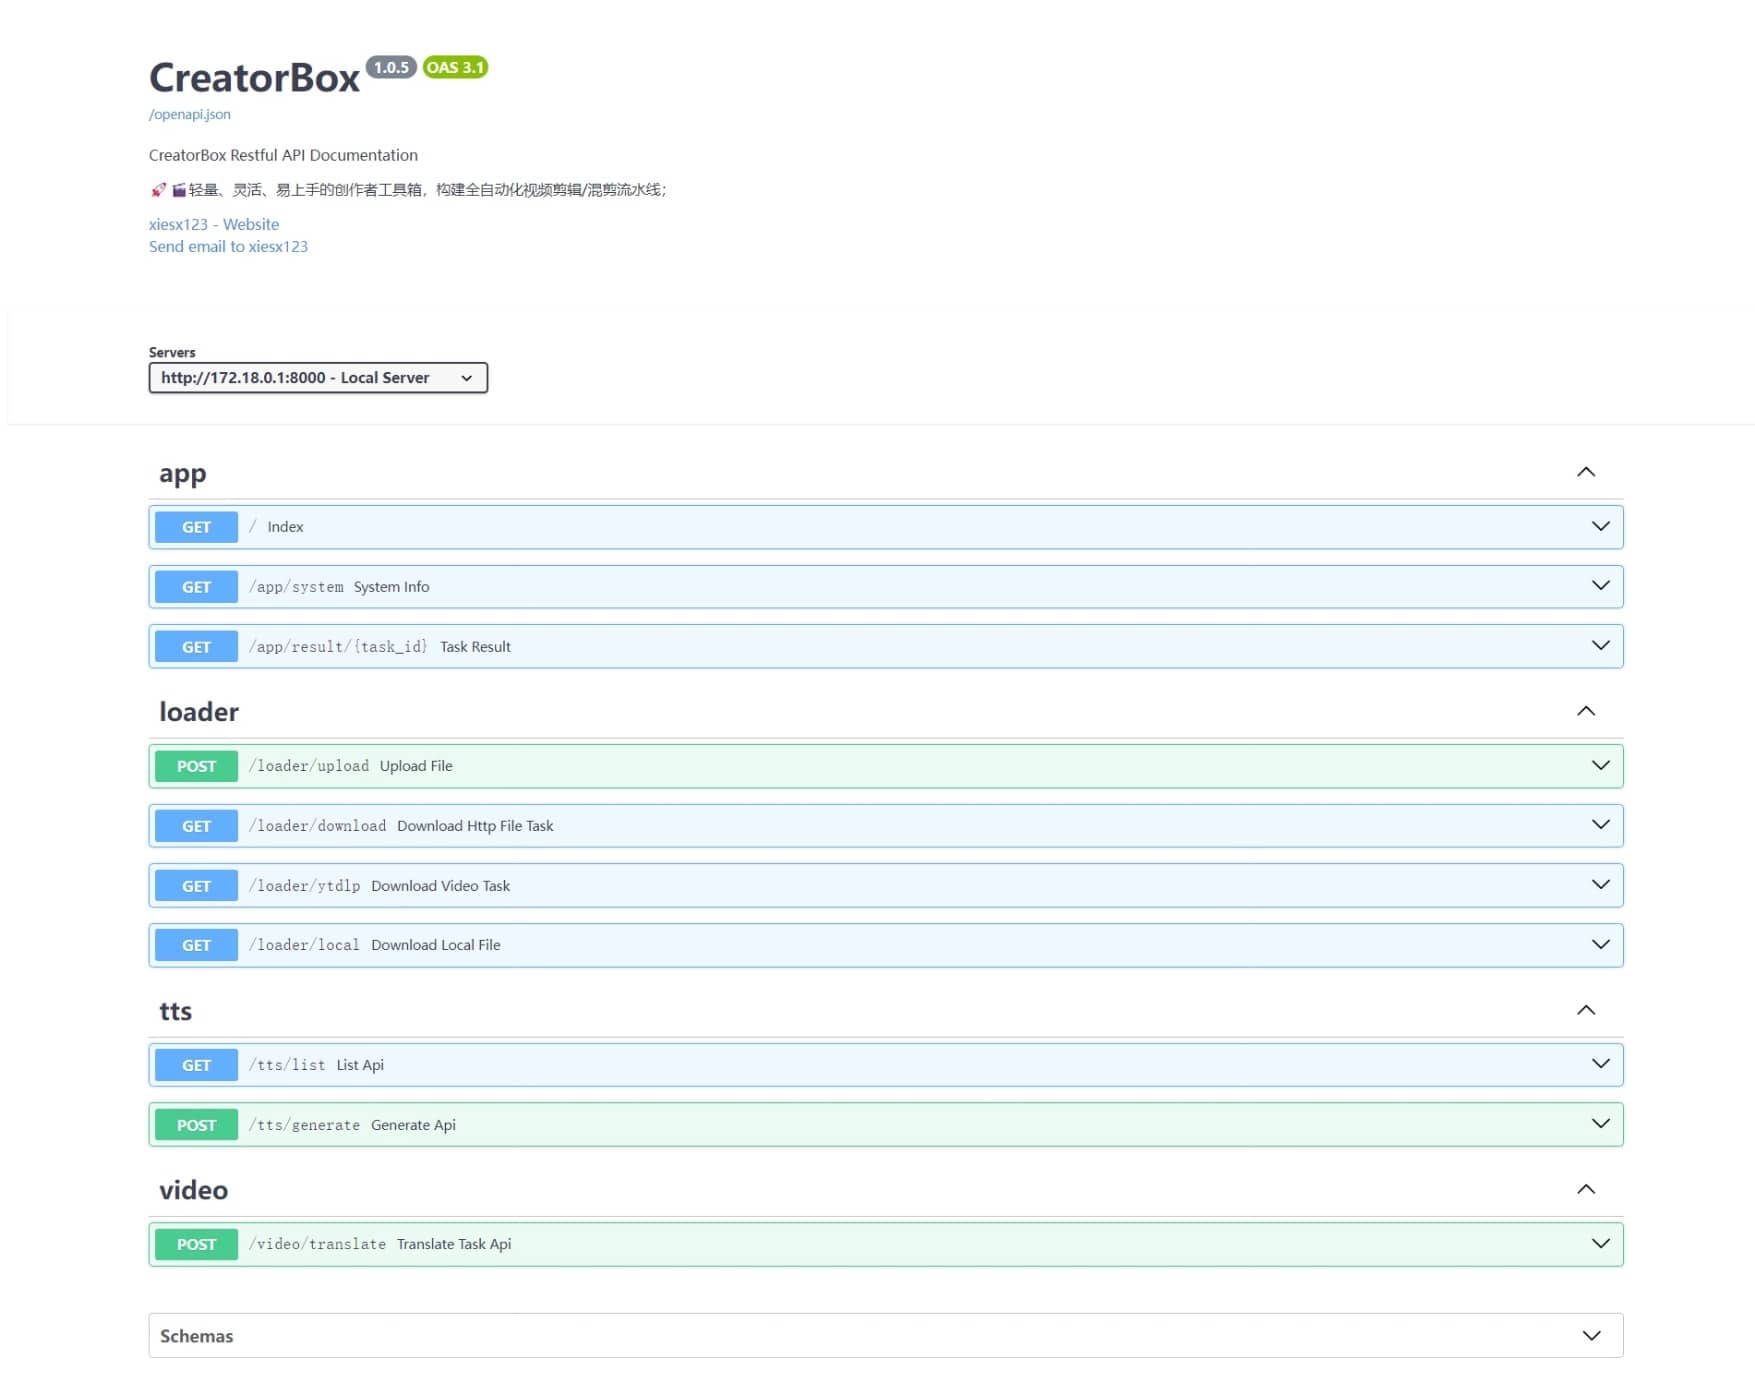 CreatorBox 1.0.5 OAS 3.1
/openapi.json
CreatorBox Restful API Documentation
🚀 🎬轻量、灵活、易上手的创作者工具箱，构建全自动化视频剪辑/混剪流水线；
xiesx123 - Website
Send email to xiesx123
Servers
http://172.18.0.1:8000 - Local Server
app
GET / Index
GET /app/system System Info
GET /app/result/{task_id} Task Result
loader
POST /loader/upload Upload File
GET /loader/download Download Http File Task
GET /loader/ytdlp Download Video Task
GET /loader/local Download Local File
tts
GET /tts/list List Api
POST /tts/generate Generate Api
video
POST /video/translate Translate Task Api
Schemas